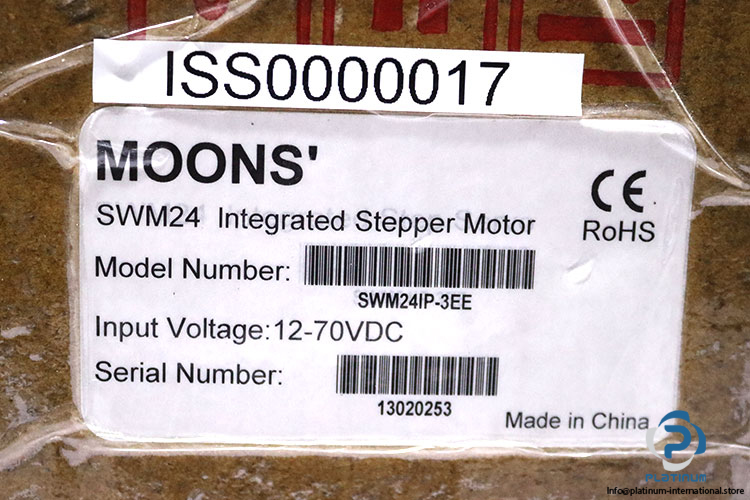 ISS0000017
MOONS'
SWM24 Integrated Stepper Motor
CE
RoHS
Model Number:
SWM24IP-3EE
Input Voltage:12-70VDC
Serial Number:
13020253
Made in China
PLATINUM
Info@platinum-international.store